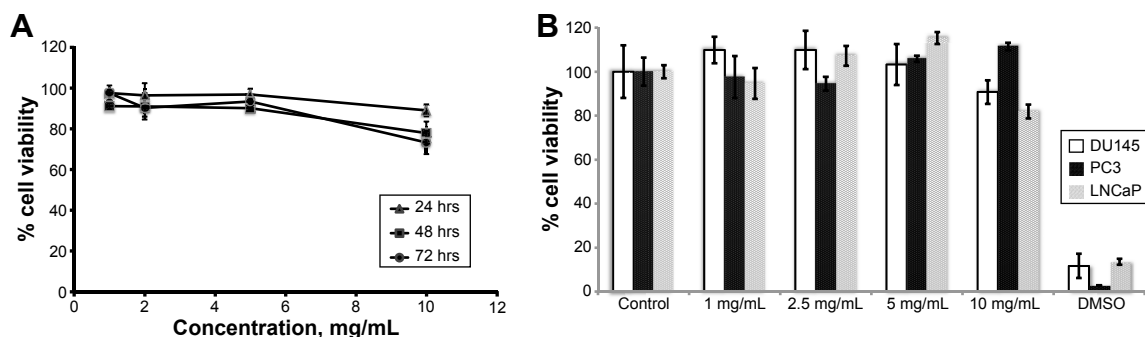 A
% cell viability
120
100
80
60
40
20
0
24 hrs
48 hrs
72 hrs
0 2 4 6 8 10 12
Concentration, mg/mL
B
% cell viability
120
100
80
60
40
20
0
DU145
PC3
LNCaP
Control 1 mg/mL 2.5 mg/mL 5 mg/mL 10 mg/mL DMSO